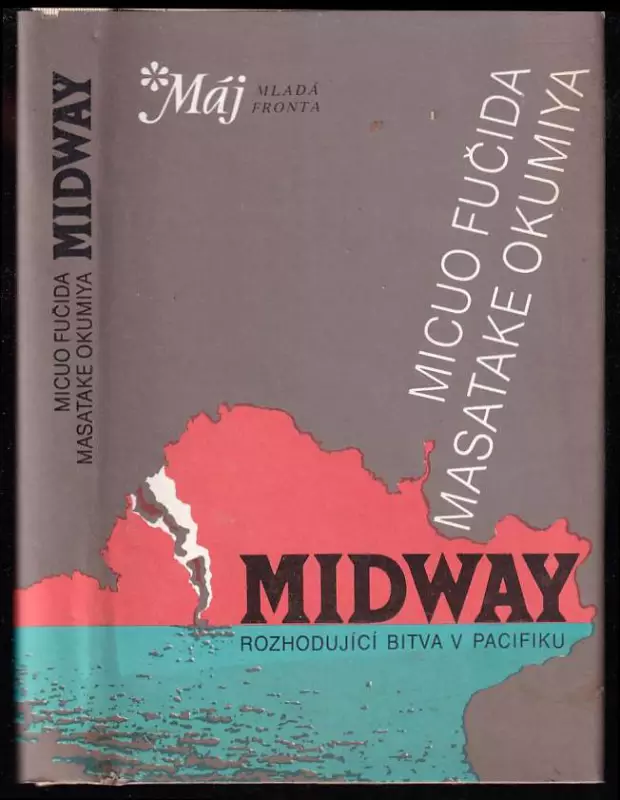 MICUO FUČIDA
MASATAKE OKUMIYA
MIDWAY
*Máj
MLADÁ
FRONTA
MICUO FUČIDA
MASATAKE OKUMIYA
MIDWAY
ROZHODUJÍCÍ BITVA V PACIFIKU